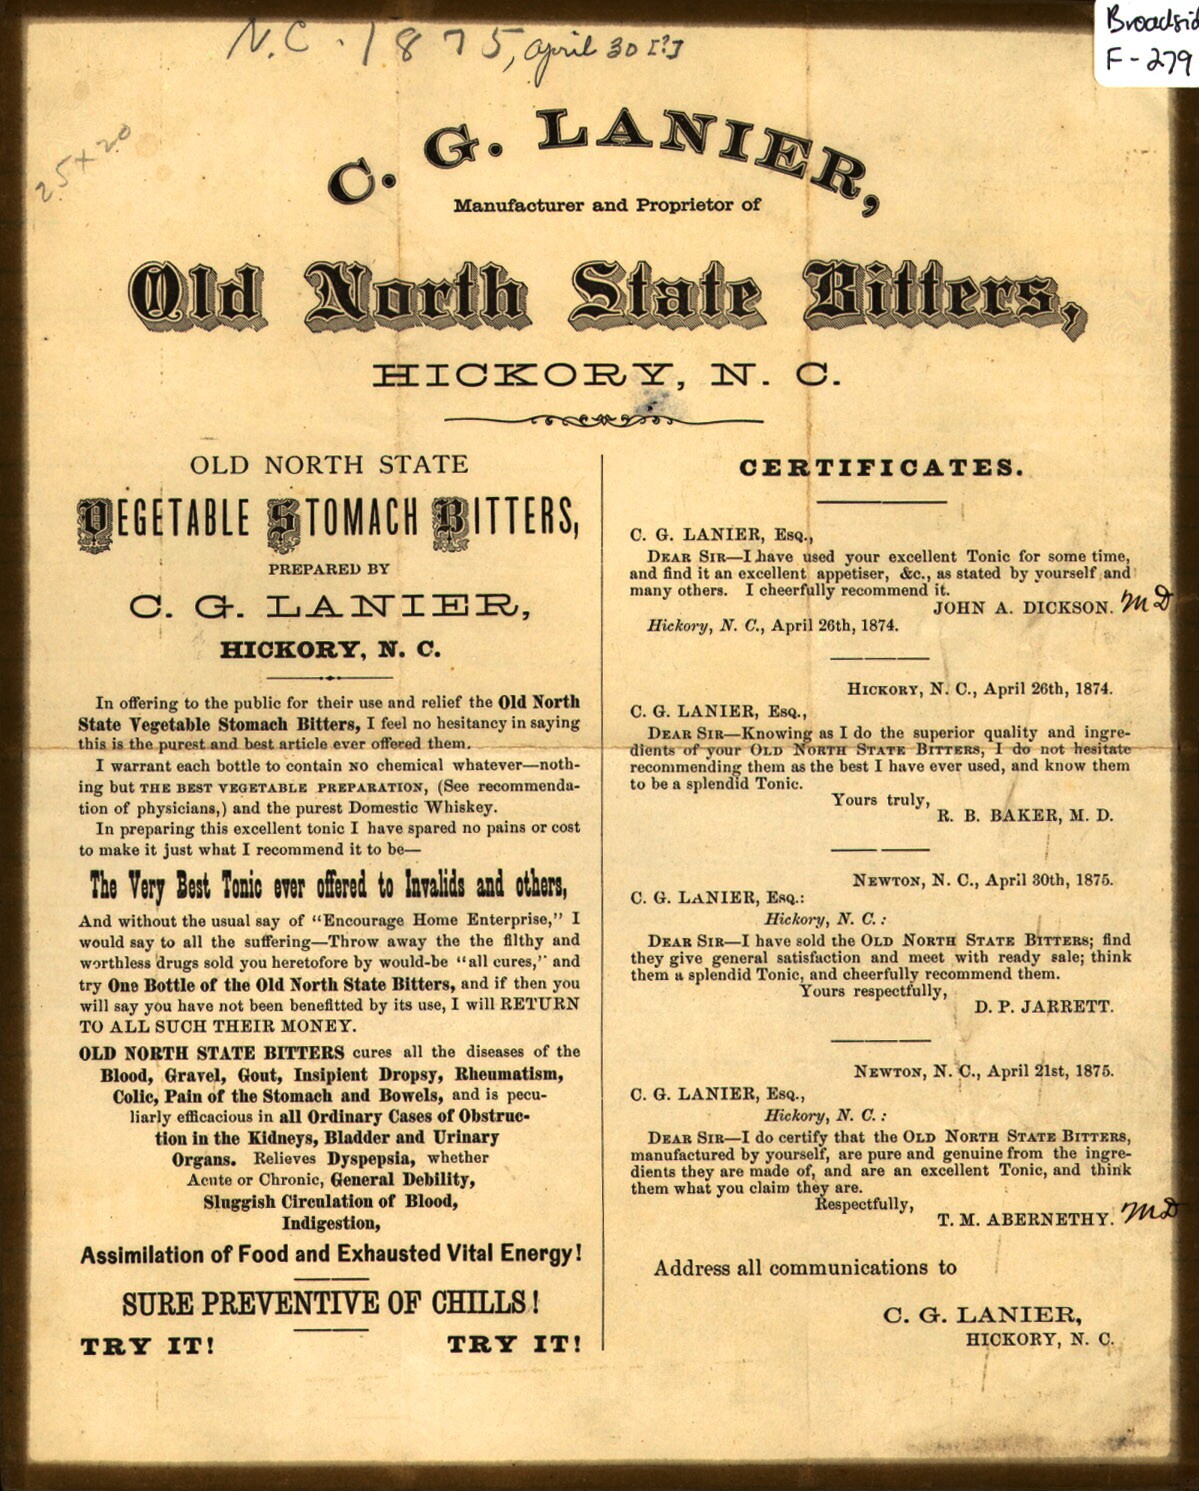 N.C. 1875, April 30 [?]
Broadsid
F-279
25 x 20
C. G. LANIER,
Manufacturer and Proprietor of
Old North State Bitters,
HICKORY, N. C.
OLD NORTH STATE
VEGETABLE STOMACH BITTERS,
PREPARED BY
C. G. LANIER,
HICKORY, N. C.
In offering to the public for their use and relief the Old North
State Vegetable Stomach Bitters, I feel no hesitancy in saying
this is the purest and best article ever offered them.
I warrant each bottle to contain NO chemical whatever—noth-
ing but THE BEST VEGETABLE PREPARATION, (See recommenda-
tion of physicians,) and the purest Domestic Whiskey.
In preparing this excellent tonic I have spared no pains or cost
to make it just what I recommend it to be—
The Very Best Tonic ever offered to Invalids and others,
And without the usual say of "Encourage Home Enterprise," I
would say to all the suffering—Throw away the the filthy and
worthless drugs sold you heretofore by would-be "all cures," and
try One Bottle of the Old North State Bitters, and if then you
will say you have not been benefitted by its use, I will RETURN
TO ALL SUCH THEIR MONEY.
OLD NORTH STATE BITTERS cures all the diseases of the
Blood, Gravel, Gout, Insipient Dropsy, Rheumatism,
Colic, Pain of the Stomach and Bowels, and is pecu-
liarly efficacious in all Ordinary Cases of Obstruc-
tion in the Kidneys, Bladder and Urinary
Organs. Relieves Dyspepsia, whether
Acute or Chronic, General Debility,
Sluggish Circulation of Blood,
Indigestion,
Assimilation of Food and Exhausted Vital Energy!
SURE PREVENTIVE OF CHILLS!
TRY IT! TRY IT!
CERTIFICATES.
C. G. LANIER, ESQ.,
DEAR SIR—I have used your excellent Tonic for some time,
and find it an excellent appetiser, &c., as stated by yourself and
many others. I cheerfully recommend it.
JOHN A. DICKSON. MD
Hickory, N. C., April 26th, 1874.
HICKORY, N. C., April 26th, 1874.
C. G. LANIER, ESQ.,
DEAR SIR—Knowing as I do the superior quality and ingre-
dients of your OLD NORTH STATE BITTERS, I do not hesitate
recommending them as the best I have ever used, and know them
to be a splendid Tonic.
Yours truly,
R. B. BAKER, M. D.
NEWTON, N. C., April 30th, 1875.
C. G. LANIER, ESQ.:
Hickory, N. C.:
DEAR SIR—I have sold the OLD NORTH STATE BITTERS; find
they give general satisfaction and meet with ready sale; think
them a splendid Tonic, and cheerfully recommend them.
Yours respectfully,
D. P. JARRETT.
NEWTON, N. C., April 21st, 1875.
C. G. LANIER, ESQ.,
Hickory, N. C.:
DEAR SIR—I do certify that the OLD NORTH STATE BITTERS,
manufactured by yourself, are pure and genuine from the ingre-
dients they are made of, and are an excellent Tonic, and think
them what you claim they are.
Respectfully,
T. M. ABERNETHY. MD
Address all communications to
C. G. LANIER,
HICKORY, N. C.